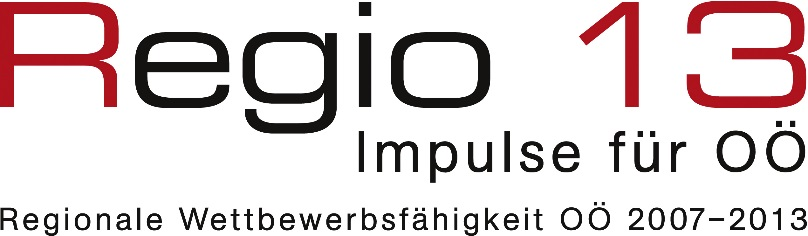 Regio 13
Impulse für OÖ
Regionale Wettbewerbsfähigkeit OÖ 2007–2013